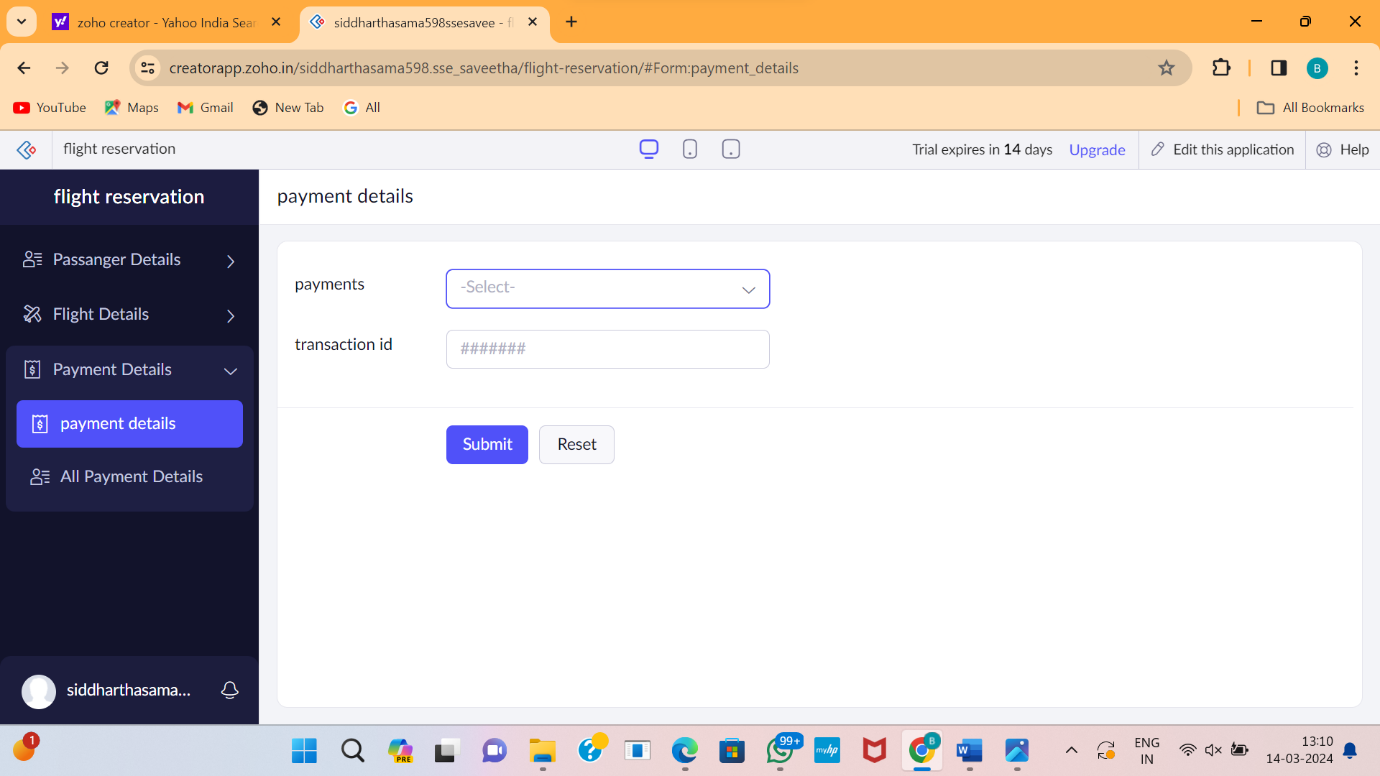 zoho creator - Yahoo India Sear
siddharthasama598ssesavee - fl
creatorapp.zoho.in/siddharthasama598.sse_saveetha/flight-reservation/#Form:payment_details
B
YouTube Maps Gmail New Tab All All Bookmarks
flight reservation Trial expires in 14 days Upgrade Edit this application Help
flight reservation
payment details
Passanger Details
Flight Details
Payment Details
payment details
All Payment Details
payments -Select-
transaction id #######
Submit Reset
siddharthasama...
1
PRE
99+
myhp
B
W
ENG
IN
13:10
14-03-2024